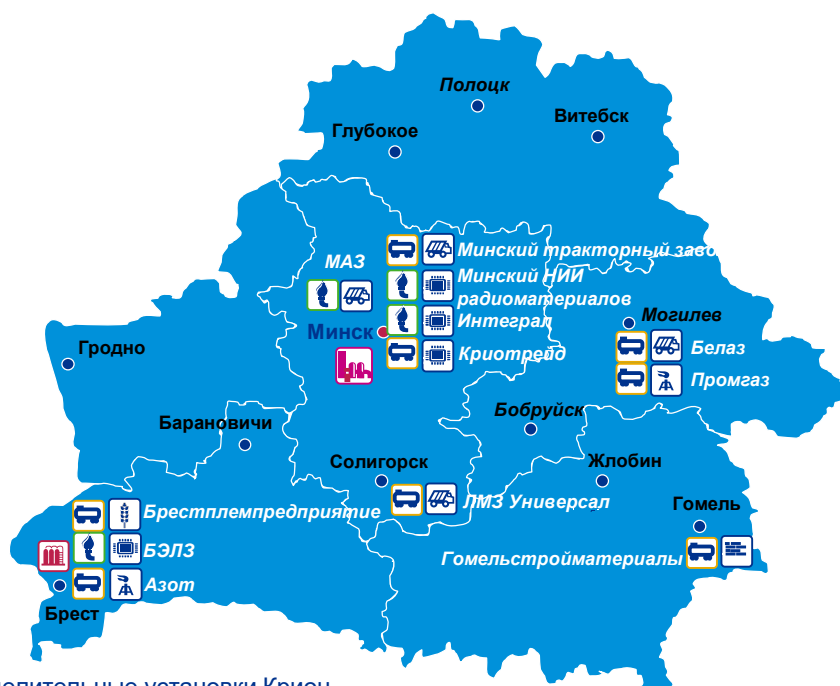 Полоцк
Витебск
Глубокое
МАЗ
Минский тракторный заво
Минский НИИ
радиоматериалов
Интеграл
Минск
Криотрейд
Могилев
Белаз
Промгаз
Гродно
Барановичи
Бобруйск
Солигорск
ЛМЗ Универсал
Жлобин
Гомель
Гомельстройматериалы
Брестплемпредприятие
БЭЛЗ
Азот
Брест